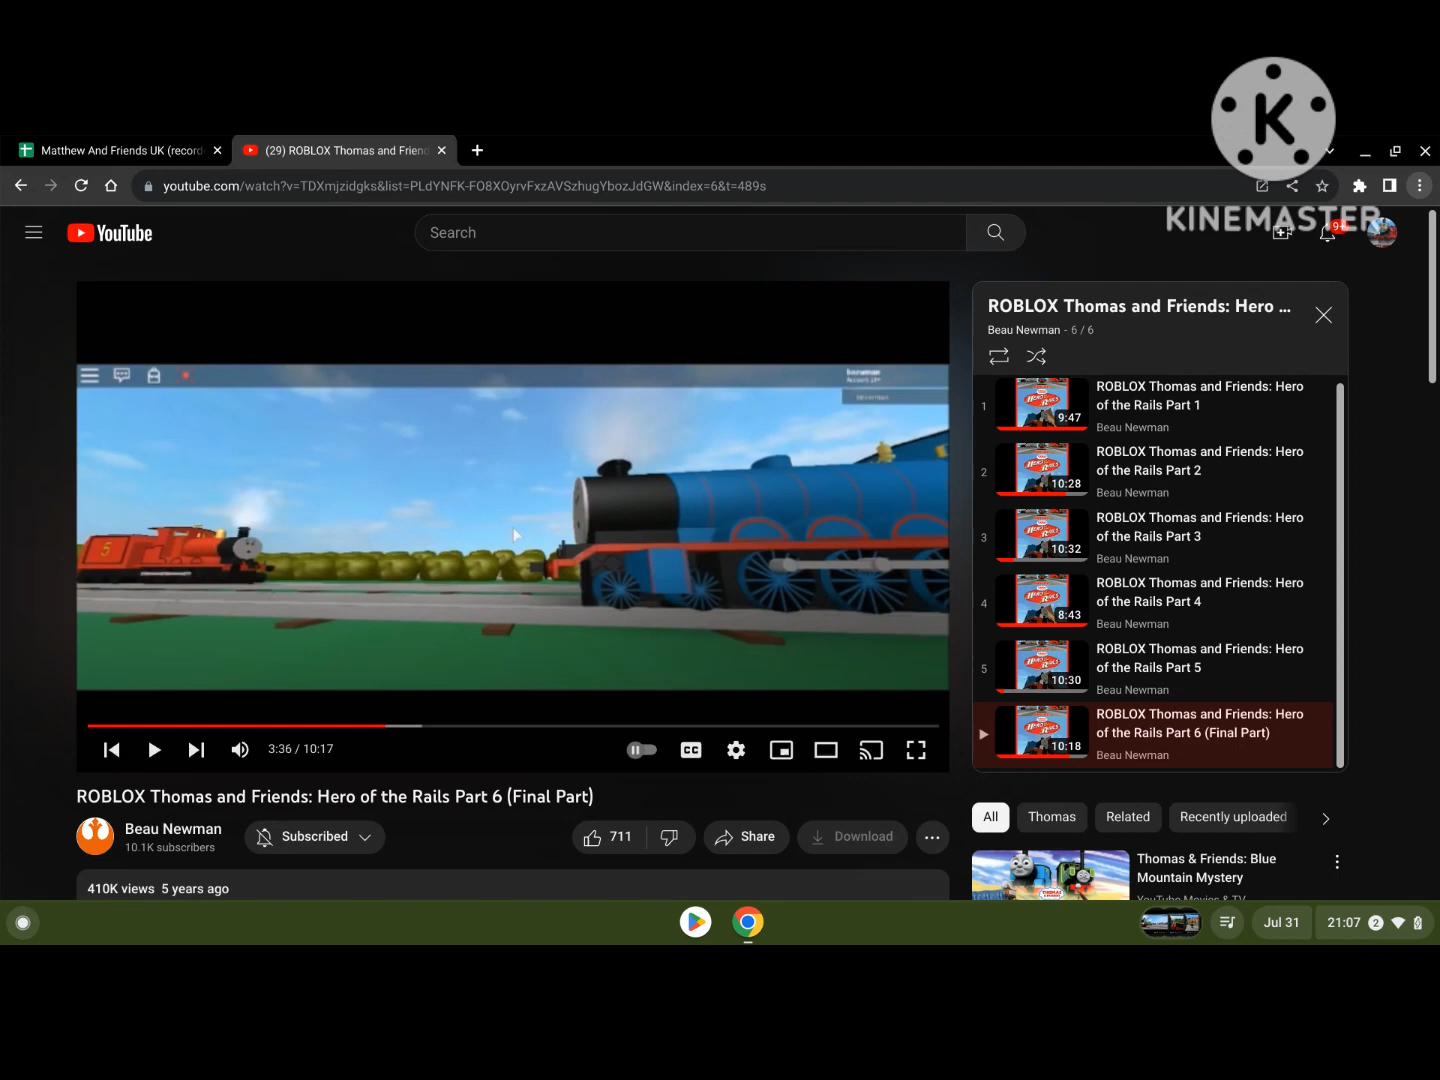 K
KINEMASTER
Matthew And Friends UK (record
(29) ROBLOX Thomas and Friend
youtube.com/watch?v=TDXmjzidgks&list=PLdYNFK-FO8XOyrvFxzAVSzhugYbozJdGW&index=6&t=489s
YouTube
Search
9+
ROBLOX Thomas and Friends: Hero ...
Beau Newman - 6 / 6
1
ROBLOX Thomas and Friends: Hero
of the Rails Part 1
9:47
Beau Newman
2
ROBLOX Thomas and Friends: Hero
of the Rails Part 2
10:28
Beau Newman
3
ROBLOX Thomas and Friends: Hero
of the Rails Part 3
10:32
Beau Newman
4
ROBLOX Thomas and Friends: Hero
of the Rails Part 4
8:43
Beau Newman
5
ROBLOX Thomas and Friends: Hero
of the Rails Part 5
10:30
Beau Newman
ROBLOX Thomas and Friends: Hero
of the Rails Part 6 (Final Part)
10:18
Beau Newman
5
3:36 / 10:17
CC
ROBLOX Thomas and Friends: Hero of the Rails Part 6 (Final Part)
Beau Newman
10.1K subscribers
Subscribed
711
Share
Download
410K views 5 years ago
All
Thomas
Related
Recently uploaded
Thomas & Friends: Blue
Mountain Mystery
YouTube Movies & TV
Jul 31
21:07
2